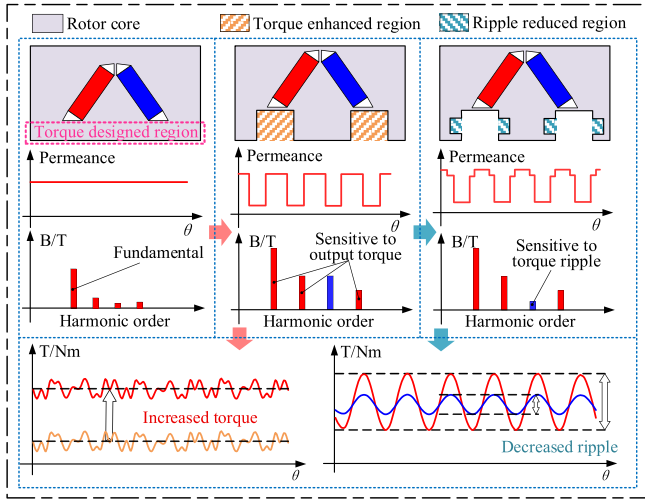 Rotor core
Torque enhanced region
Ripple reduced region
Torque designed region
Permeance
θ
Permeance
θ
Permeance
θ
B/T
Fundamental
Harmonic order
B/T
Sensitive to
output torque
Harmonic order
B/T
Sensitive to
torque ripple
Harmonic order
T/Nm
Increased torque
θ
T/Nm
Decreased ripple
θ